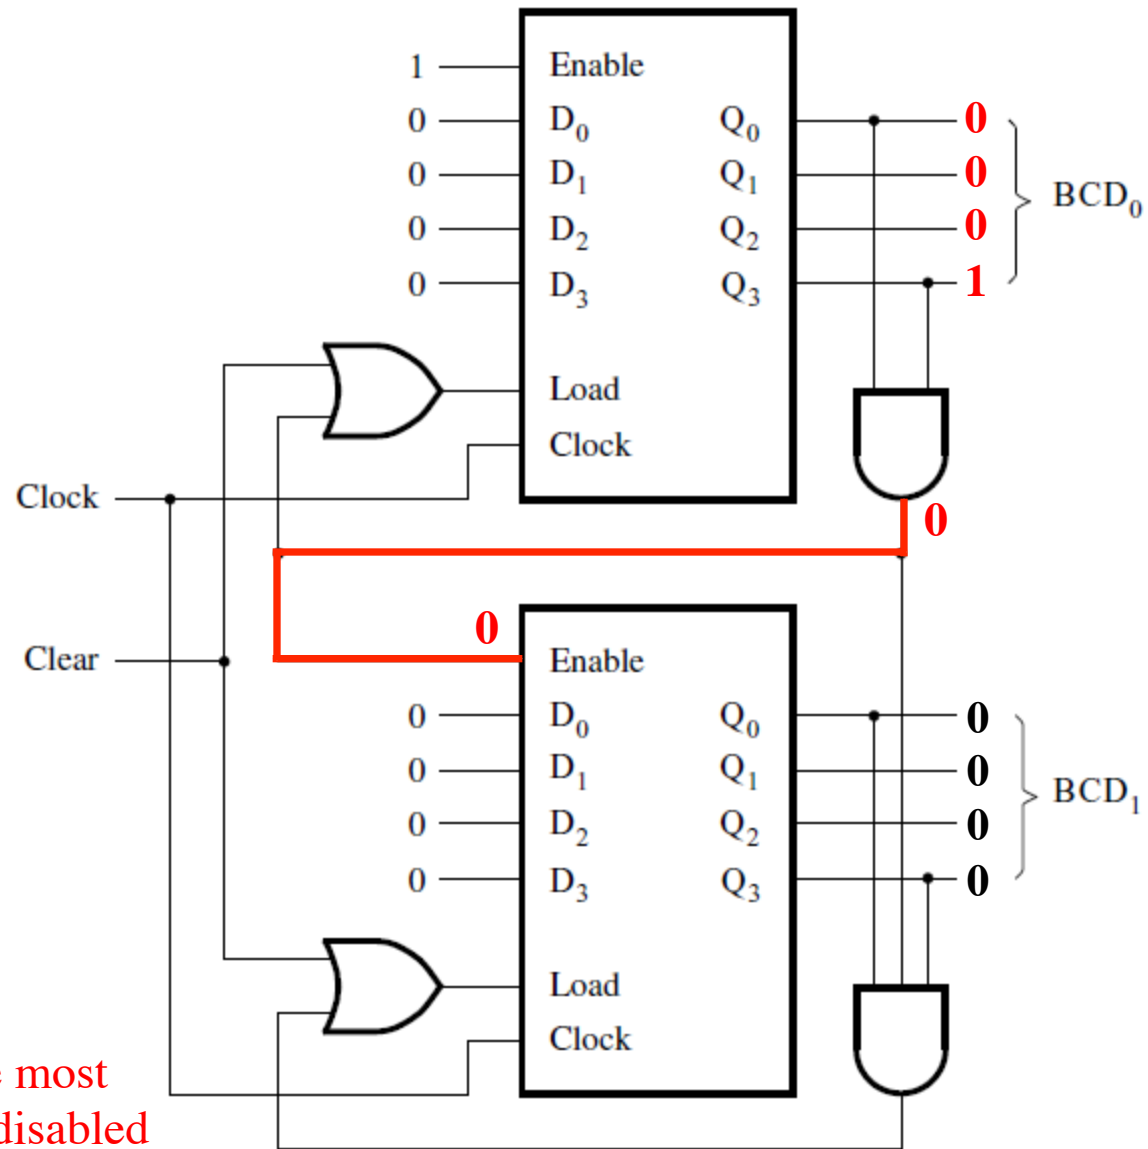 1 Enable
0 D0 Q0 0
0 D1 Q1 0
0 D2 Q2 0
0 D3 Q3 1
BCD0
Load
Clock
Clock
0
0
Clear
Enable
0 D0 Q0 0
0 D1 Q1 0
0 D2 Q2 0
0 D3 Q3 0
BCD1
Load
Clock
most
disabled